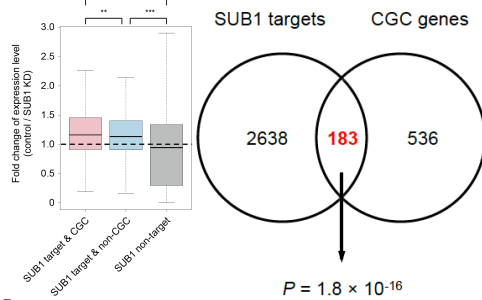 ** ***
3.0
2.5
2.0
1.5
1.0
0.5
0
Fold change of expression level
(control / SUB1 KD)
SUB1 target & CGC
SUB1 target & non-CGC
SUB1 non-target
SUB1 targets CGC genes
2638 183 536
P = 1.8 × 10-16